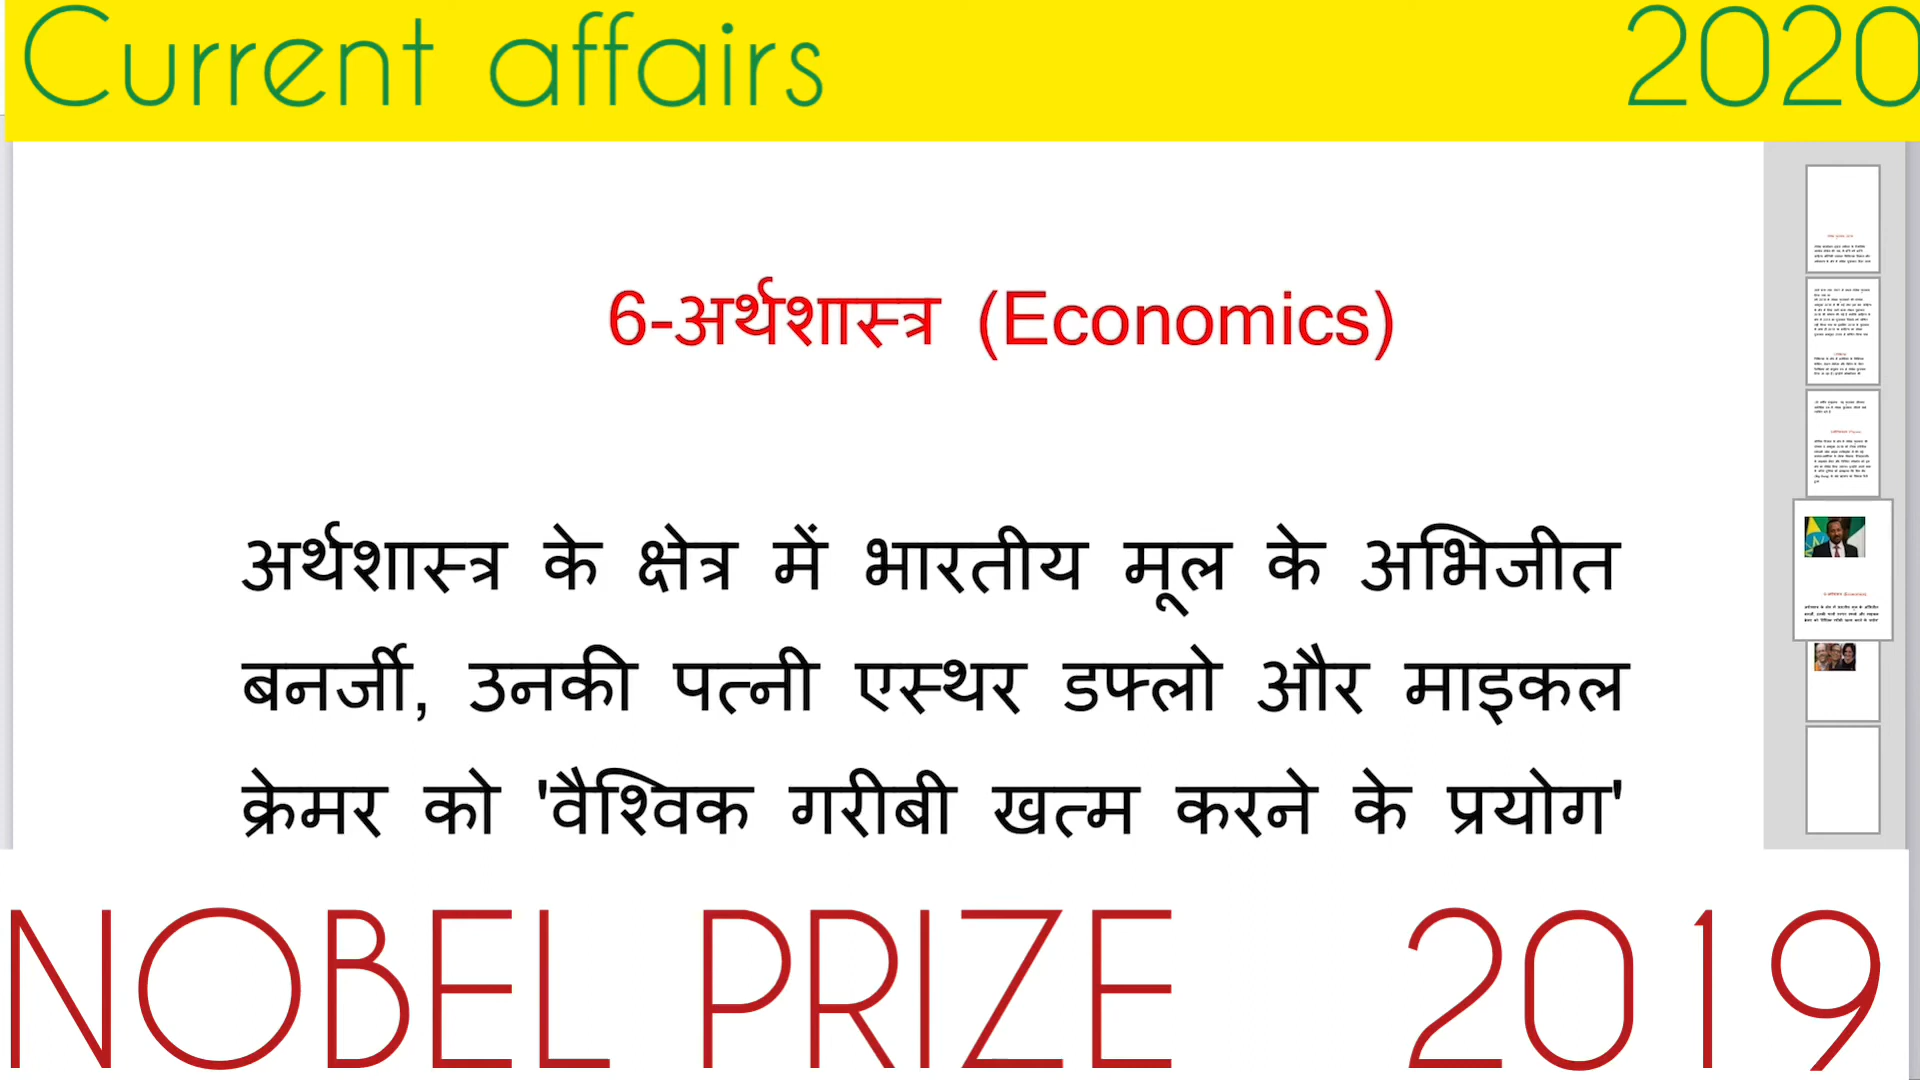 Current affairs 2020
6-अर्थशास्त्र (Economics)
अर्थशास्त्र के क्षेत्र में भारतीय मूल के अभिजीत
बनर्जी, उनकी पत्नी एस्थर डफ्लो और माइकल
क्रेमर को 'वैश्विक गरीबी खत्म करने के प्रयोग'
NOBEL PRIZE 2019